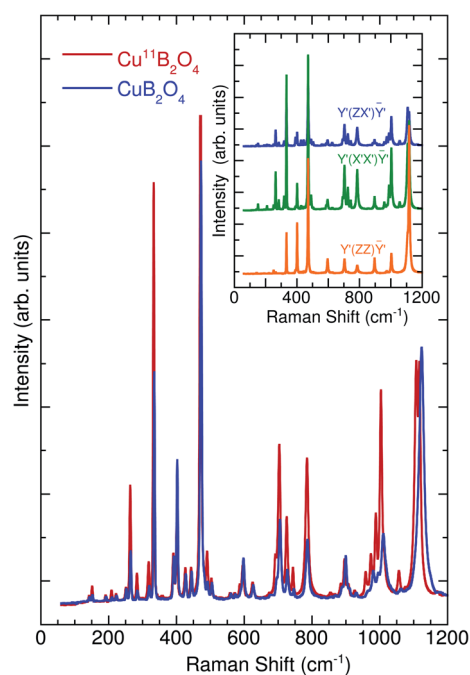 Cu¹¹B₂O₄
CuB₂O₄
Intensity (arb. units)
Y'(ZX')Ȳ'
Y'(X'X')Ȳ'
Y'(ZZ)Ȳ'
0 400 800 1200
Raman Shift (cm⁻¹)
Intensity (arb. units)
0 200 400 600 800 1000 1200
Raman Shift (cm⁻¹)